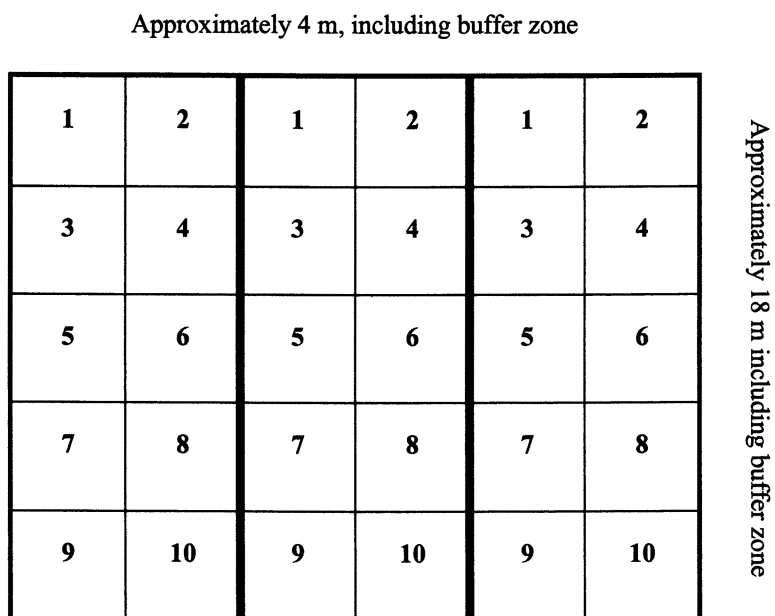 Approximately 4 m, including buffer zone
1 2 1 2 1 2
3 4 3 4 3 4
5 6 5 6 5 6
7 8 7 8 7 8
9 10 9 10 9 10
Approximately 18 m including buffer zone